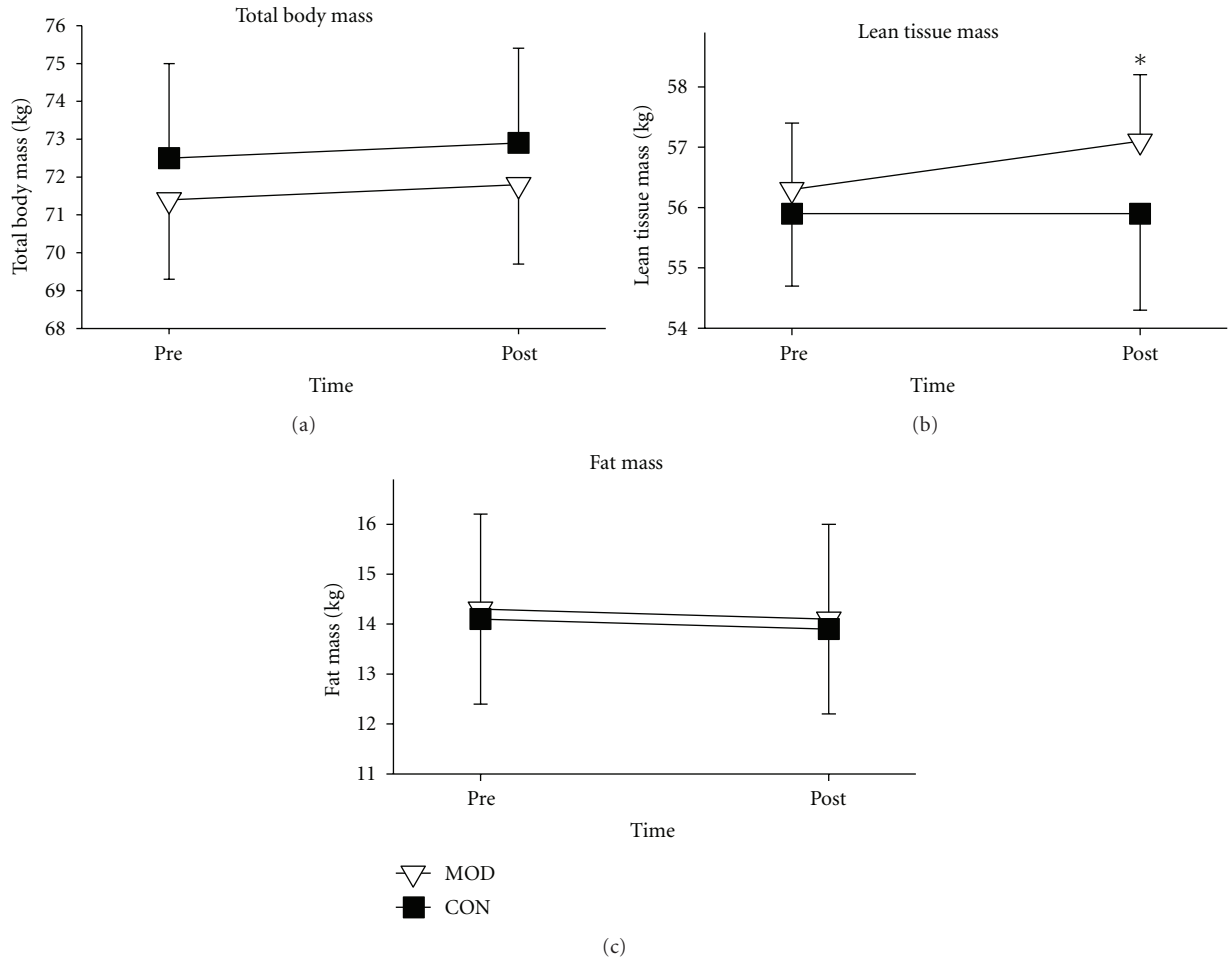 Total body mass
76
75
74
73
72
71
70
69
68
Total body mass (kg)
Pre
Post
Time
(a)
Lean tissue mass
*
58
57
56
55
54
Lean tissue mass (kg)
Pre
Post
Time
(b)
Fat mass
16
15
14
13
12
11
Fat mass (kg)
Pre
Post
Time
MOD
CON
(c)